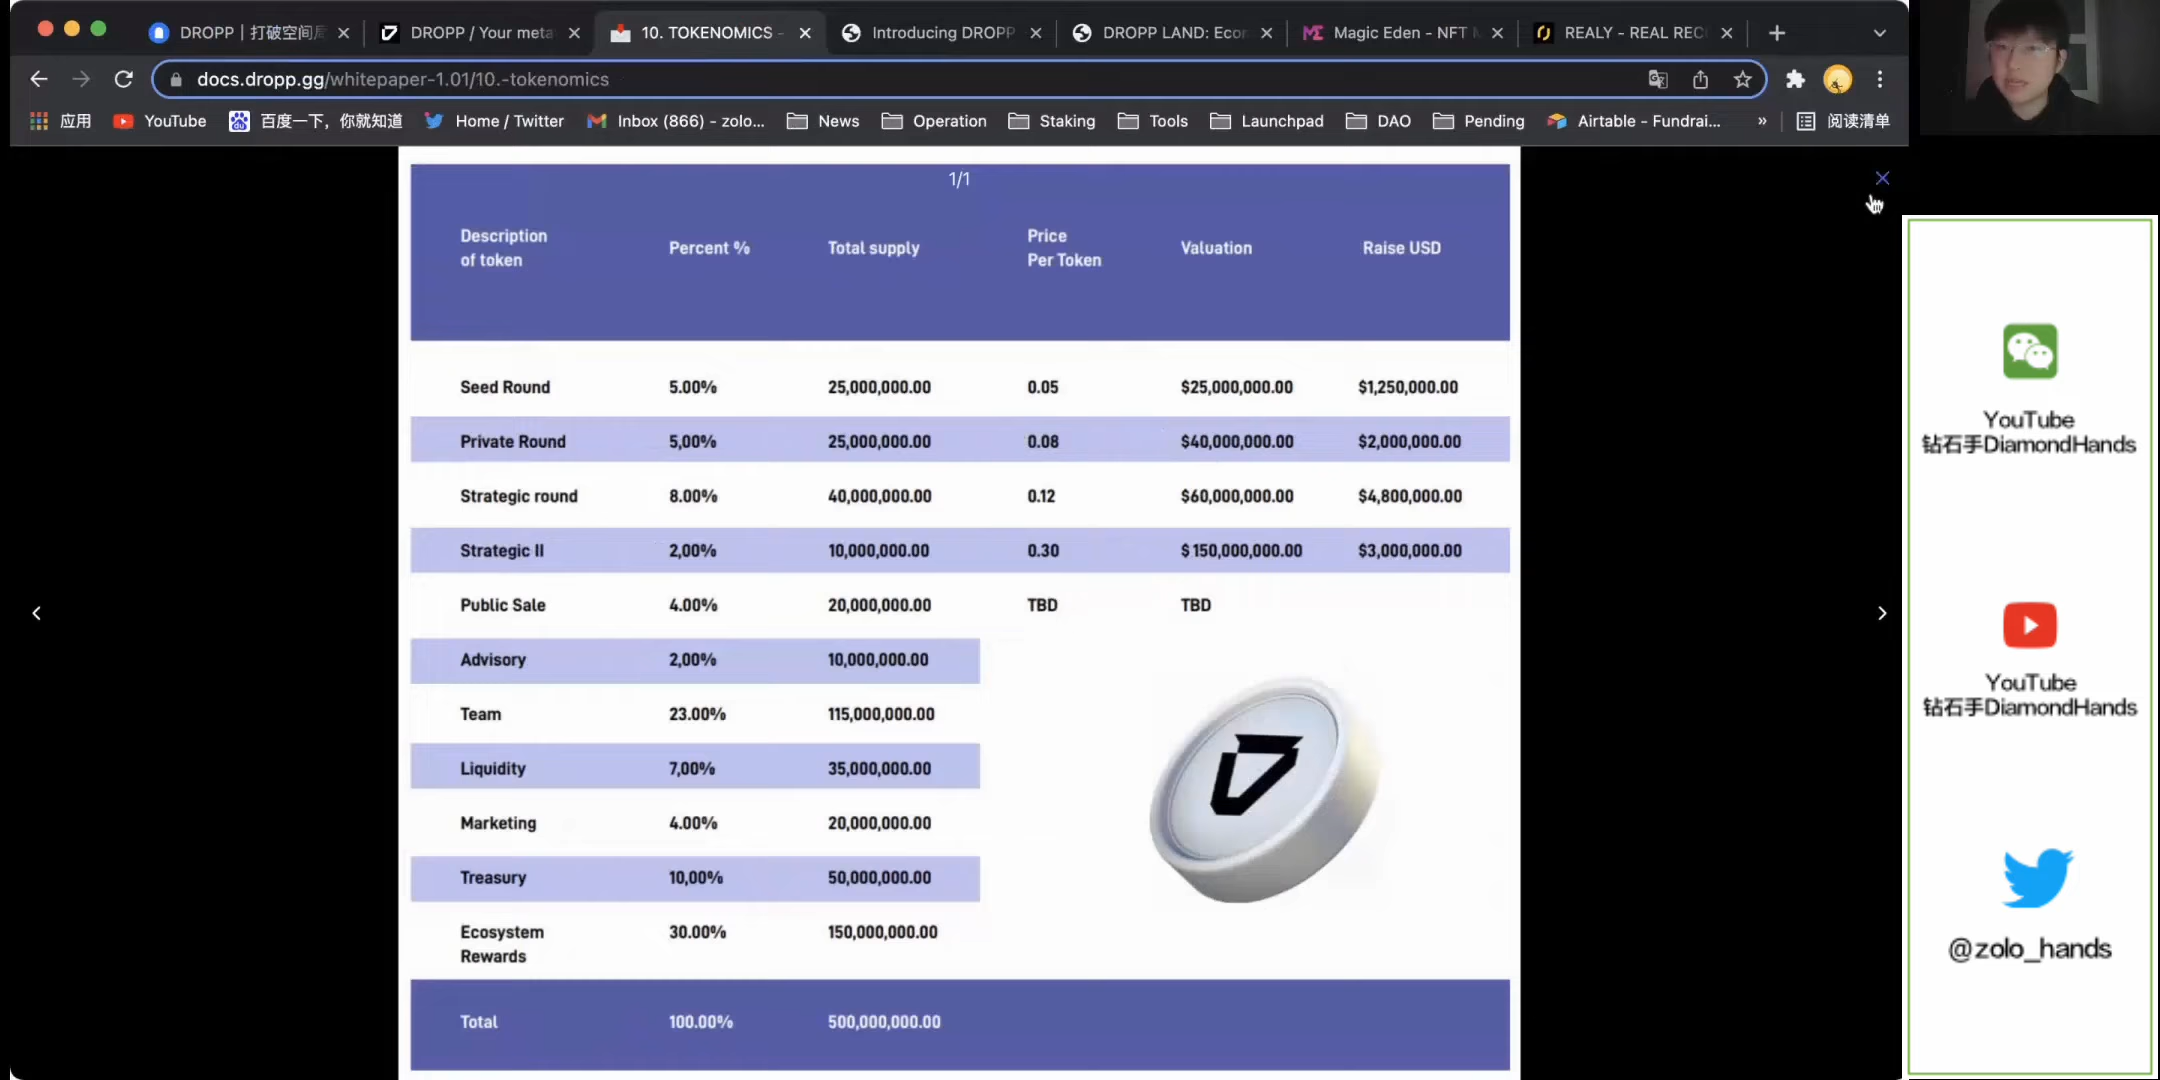 DROPP | 打破空间
DROPP / Your meta
10. TOKENOMICS -
Introducing DROPP
DROPP LAND: Econ
Magic Eden - NFT
REALY - REAL REC
docs.dropp.gg/whitepaper-1.01/10.-tokenomics
应用
YouTube
百度一下，你就知道
Home / Twitter
Inbox (866) - zolo...
News
Operation
Staking
Tools
Launchpad
DAO
Pending
Airtable - Fundrai...
»
阅读清单
1/1
Description of token Percent % Total supply Price Per Token Valuation Raise USD
Seed Round 5.00% 25,000,000.00 0.05 $25,000,000.00 $1,250,000.00
Private Round 5,00% 25,000,000.00 0.08 $40,000,000.00 $2,000,000.00
Strategic round 8.00% 40,000,000.00 0.12 $60,000,000.00 $4,800,000.00
Strategic II 2,00% 10,000,000.00 0.30 $150,000,000.00 $3,000,000.00
Public Sale 4.00% 20,000,000.00 TBD TBD
Advisory 2,00% 10,000,000.00
Team 23.00% 115,000,000.00
Liquidity 7,00% 35,000,000.00
Marketing 4.00% 20,000,000.00
Treasury 10,00% 50,000,000.00
Ecosystem Rewards 30.00% 150,000,000.00
Total 100.00% 500,000,000.00
YouTube
钻石手DiamondHands
YouTube
钻石手DiamondHands
@zolo_hands